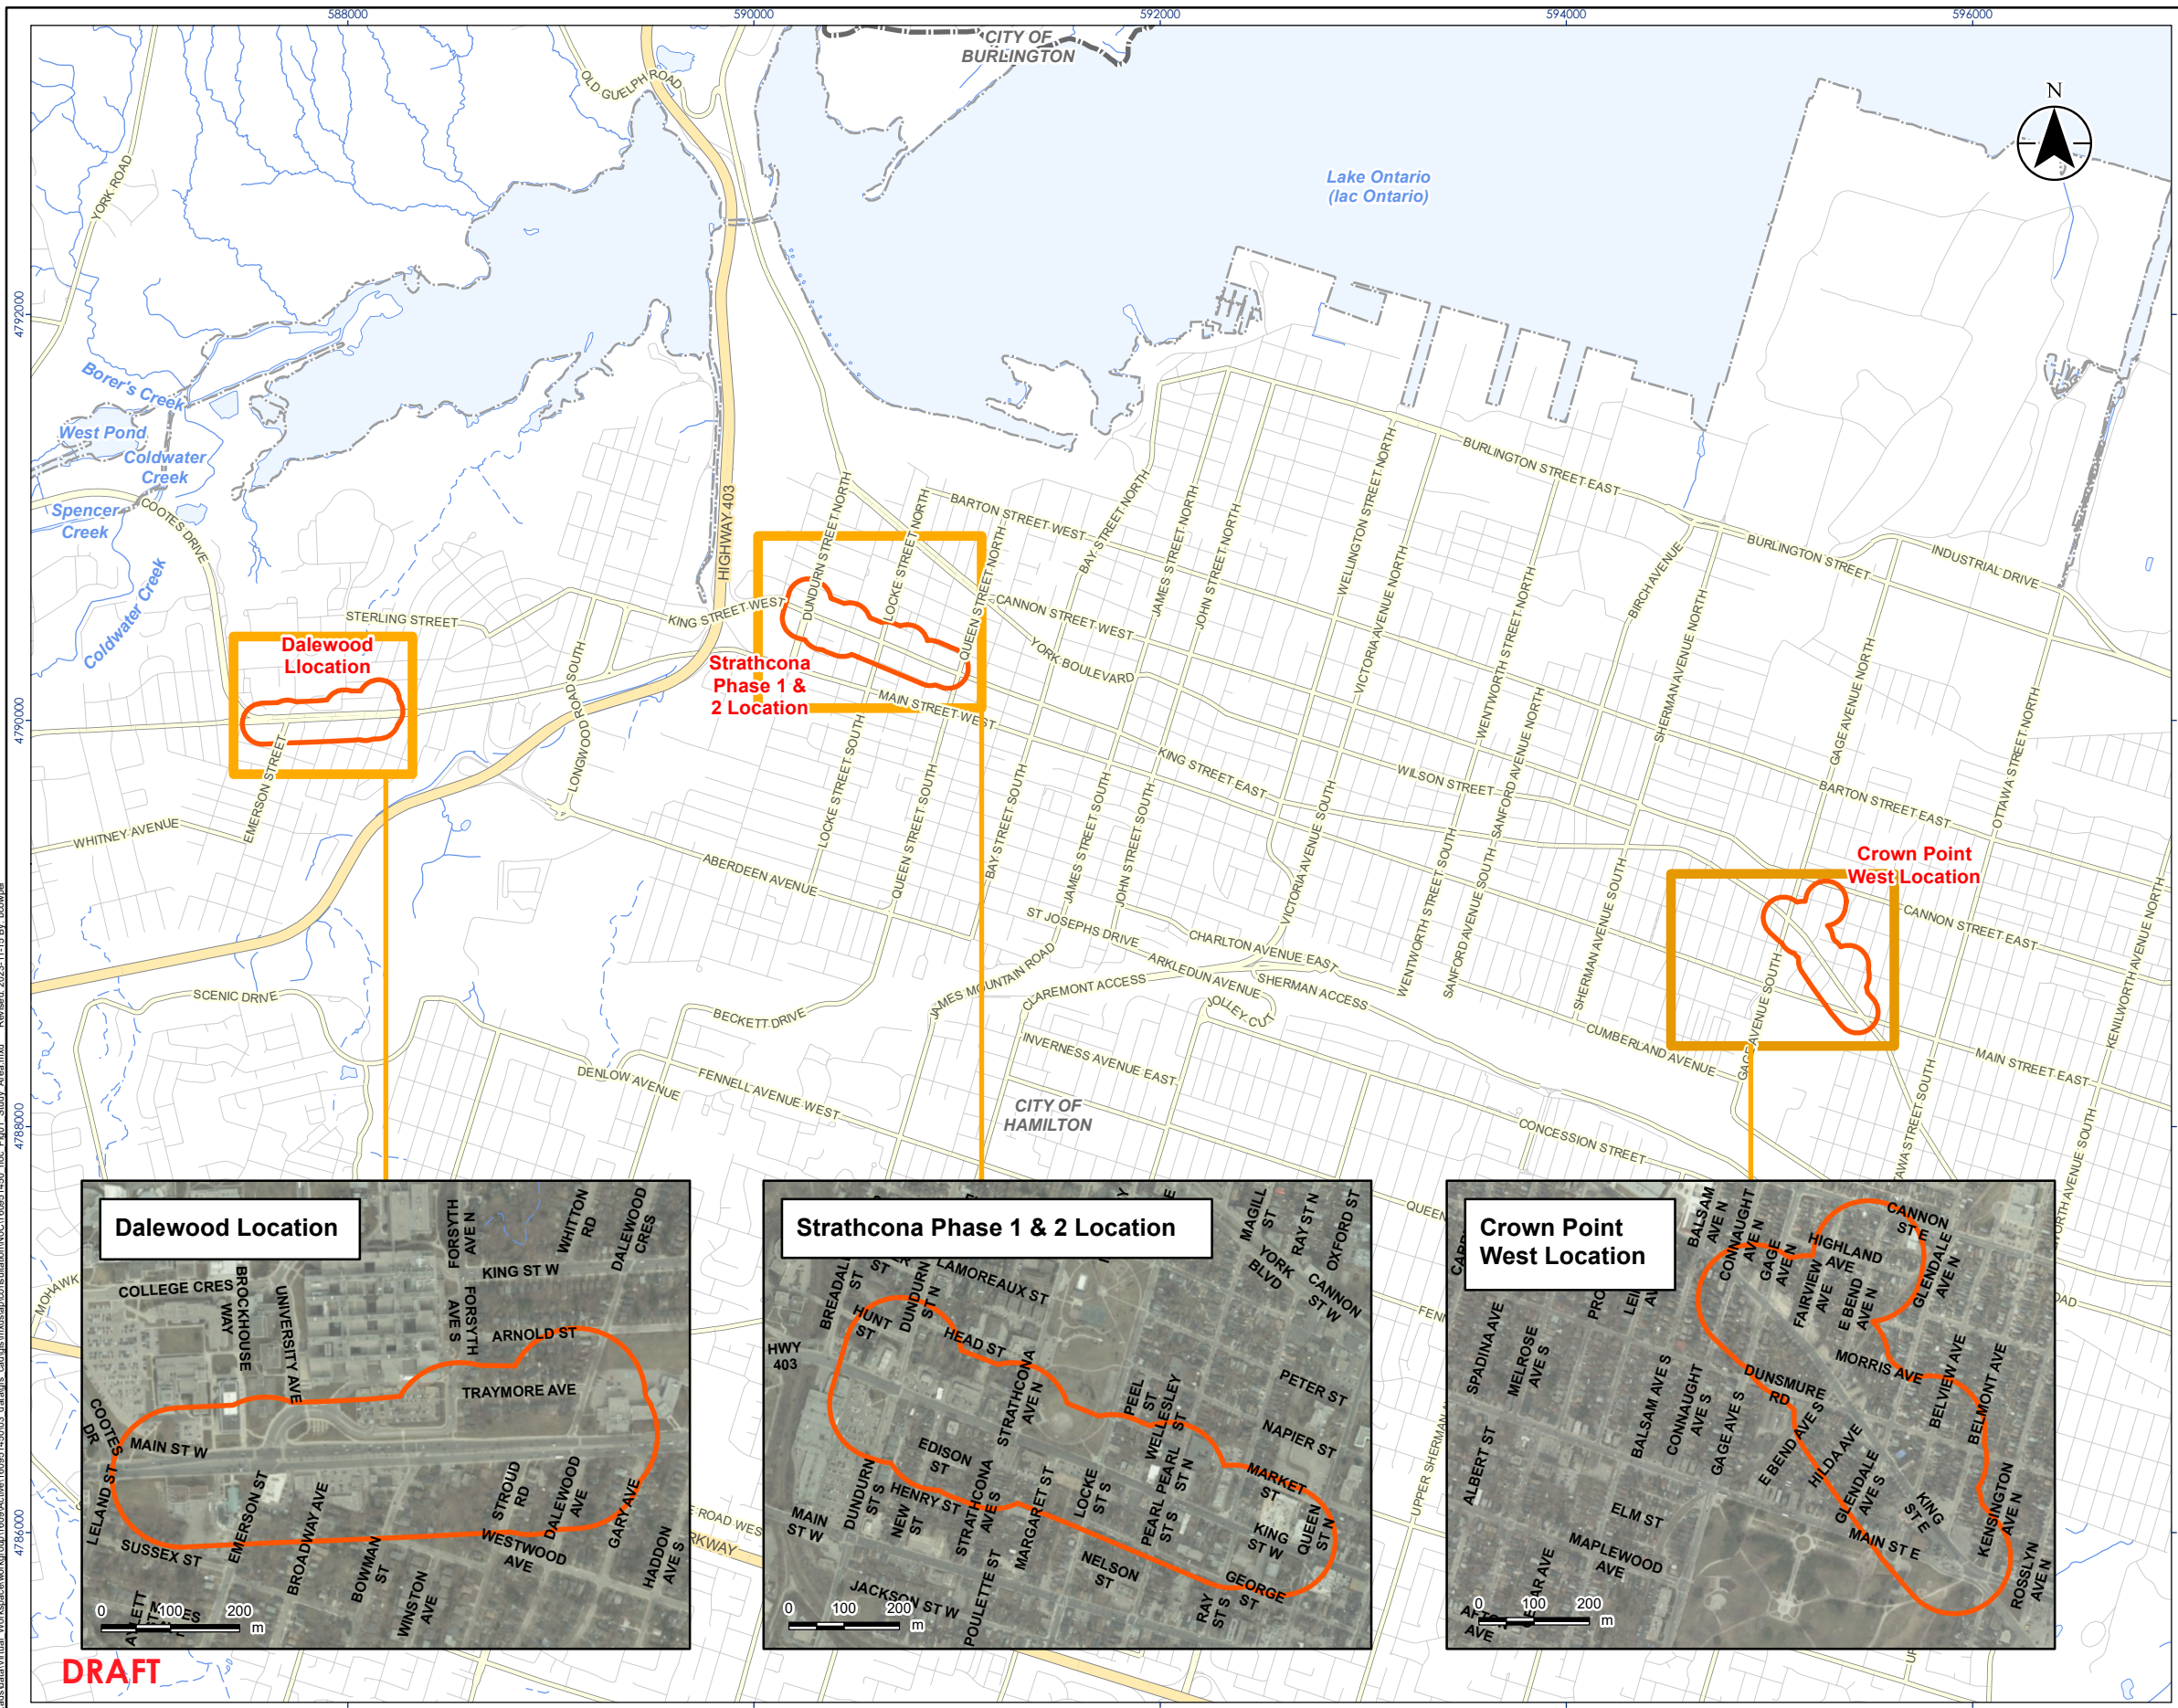 588000
590000
592000
594000
596000
4792000
4790000
4788000
4786000
CITY OF
BURLINGTON
N
OLD GUELPH ROAD
YORK ROAD
Lake Ontario
(lac Ontario)
Borer's Creek
West Pond
Coldwater
Creek
Spencer
Creek
Coldwater Creek
COOTES DRIVE
HIGHWAY 403
STERLING STREET
KING STREET WEST
Dalewood
Llocation
Strathcona
Phase 1 &
2 Location
DUNDURN STREET NORTH
LOCKE STREET NORTH
QUEEN STREET NORTH
BARTON STREET WEST
BAY STREET NORTH
JAMES STREET NORTH
JOHN STREET NORTH
CANNON STREET WEST
YORK BOULEVARD
MAIN STREET WEST
KING STREET EAST
WELLINGTON STREET NORTH
VICTORIA AVENUE NORTH
WENTWORTH STREET NORTH
SANFORD AVENUE NORTH
BURLINGTON STREET EAST
BIRCH AVENUE
SHERMAN AVENUE NORTH
BURLINGTON STREET
INDUSTRIAL DRIVE
GAGE AVENUE NORTH
OTTAWA STREET NORTH
WILSON STREET
BARTON STREET EAST
Crown Point
West Location
CANNON STREET EAST
KENILWORTH AVENUE NORTH
EMERSON STREET
WHITNEY AVENUE
LONGWOOD ROAD SOUTH
ABERDEEN AVENUE
LOCKE STREET SOUTH
QUEEN STREET SOUTH
BAY STREET SOUTH
JAMES STREET SOUTH
JOHN STREET SOUTH
VICTORIA AVENUE SOUTH
WENTWORTH STREET SOUTH
SANFORD AVENUE SOUTH
SHERMAN AVENUE SOUTH
GAGE AVENUE SOUTH
ST JOSEPHS DRIVE
CHARLTON AVENUE EAST
ARKLEDUN AVENUE
SHERMAN ACCESS
CLAREMONT ACCESS
JAMES MOUNTAIN ROAD
JOLLEY CUT
SCENIC DRIVE
BECKETT DRIVE
INVERNESS AVENUE EAST
DENLOW AVENUE
FENNELL AVENUE WEST
CITY OF
HAMILTON
CUMBERLAND AVENUE
CONCESSION STREET
MAIN STREET EAST
MOHAWK
QUEEN
UPPER SHERMAN
Dalewood Location
COLLEGE CRES
BROCKHOUSE
WAY
UNIVERSITY AVE
FORSYTH
AVE N
FORSYTH
AVE S
KING ST W
WHITTON
RD
DALEWOOD
CRES
ARNOLD ST
TRAYMORE AVE
COOTES
DR
MAIN ST W
LELAND ST
SUSSEX ST
EMERSON ST
BROADWAY AVE
BOWMAN
ST
WINSTON
AVE
STROUD
RD
WESTWOOD
AVE
DALEWOOD
AVE
GARY AVE
HADDON
AVE S
0 100 200
m
Strathcona Phase 1 & 2 Location
HWY
403
HUNT
ST
DUNDURN
ST N
LAMOREAUX ST
HEAD ST
MAGILL
ST
RAY ST N
OXFORD ST
YORK
BLVD
CANNON
ST W
STRATHCONA
AVE N
PEEL
ST
WELLESLEY
ST
PETER ST
NAPIER ST
MARKET
ST
EDISON
ST
HENRY ST
DUNDURN
ST S
NEW
ST
STRATHCONA
AVE S
MARGARET ST
LOCKE
ST S
PEARL
ST N
PEARL
ST S
MAIN
ST W
JACKSON ST W
POULETTE ST
NELSON
ST
RAY
ST S
GEORGE
ST
KING
ST W
QUEEN
ST N
0 100 200
m
Crown Point
West Location
BALSAM
AVE N
CONNAUGHT
AVE N
GAGE
AVE N
HIGHLAND
AVE
CANNON
ST E
FAIRVIEW
AVE
E BEND
AVE N
GLENDALE
AVE N
SPADINA AVE
MELROSE
AVE S
MORRIS AVE
BELVIEW AVE
BELMONT AVE
DUNSMURE
RD
BALSAM AVE S
CONNAUGHT
AVE S
GAGE AVE S
E BEND AVE S
HILDA AVE
GLENDALE
AVE S
KING
ST E
KENSINGTON
AVE N
ALBERT ST
ELM ST
MAPLEWOOD
AVE
MAIN ST E
ROSSLYN
AVE N
0 100 200
m
DRAFT